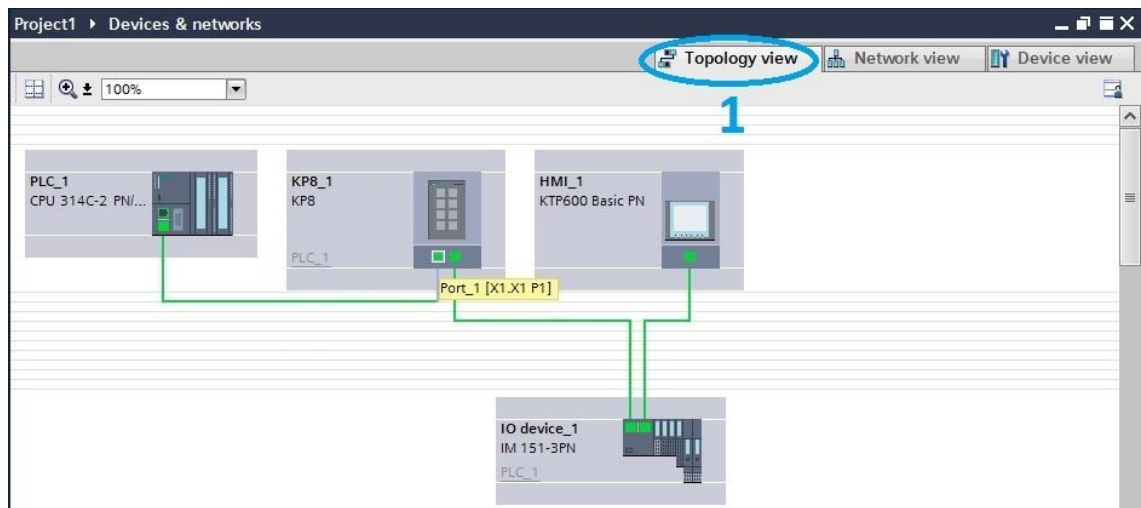 Project1 ▸ Devices & networks
Topology view
Network view
Device view
100%
1
PLC_1
CPU 314C-2 PN/...
KP8_1
KP8
PLC_1
HMI_1
KTP600 Basic PN
Port_1 [X1.X1 P1]
IO device_1
IM 151-3PN
PLC_1